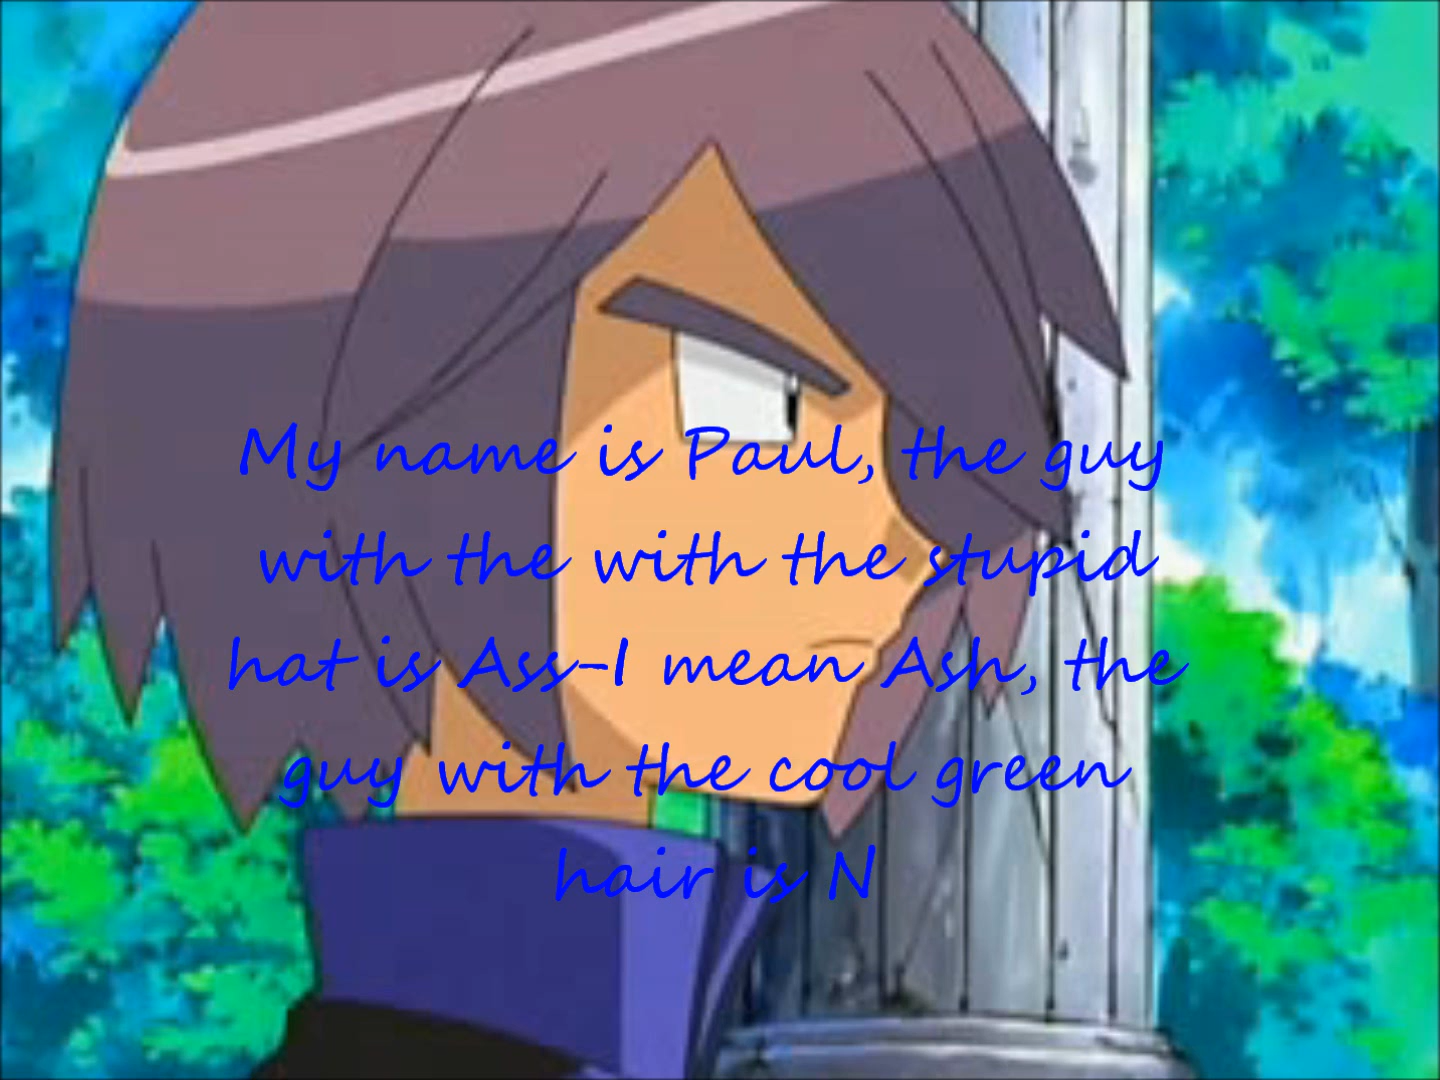 My name is Paul, the guy
with the with the stupid
hat is Ass-I mean Ash, the
guy with the cool green
hair is N